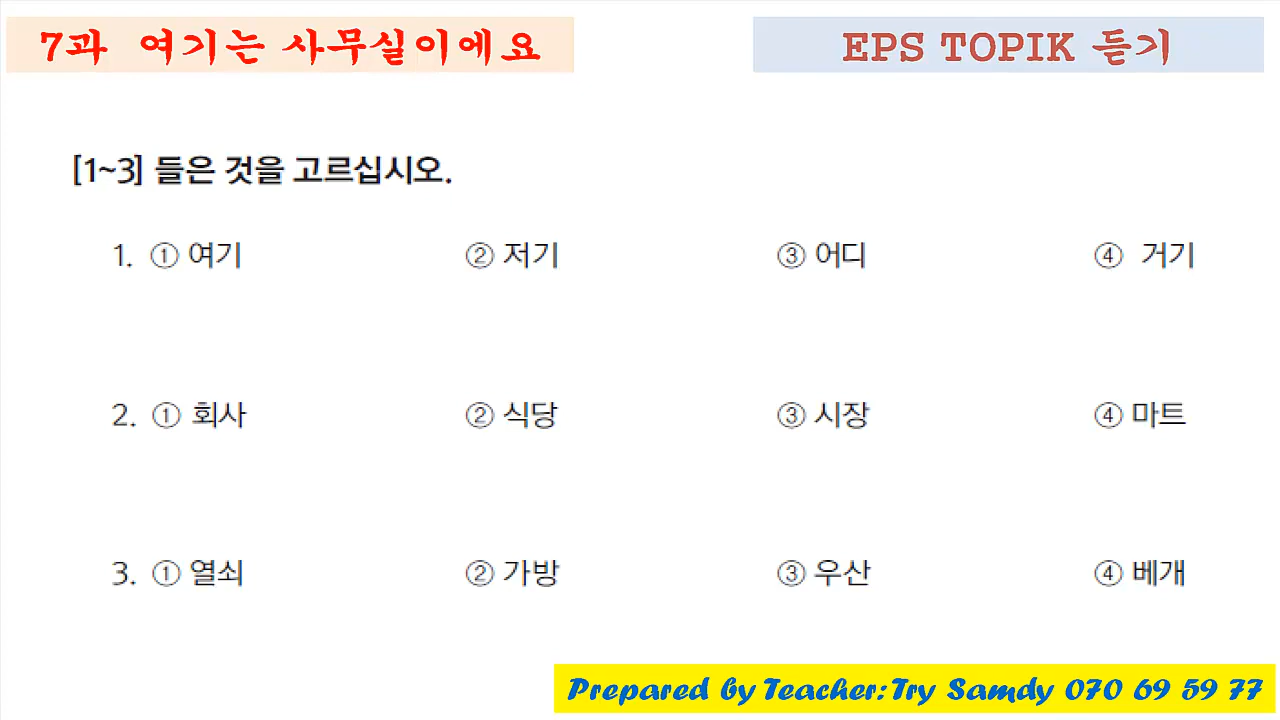 7과 여기는 사무실이에요
EPS TOPIK 듣기
[1~3] 들은 것을 고르십시오.
1. ① 여기 ② 저기 ③ 어디 ④ 거기
2. ① 회사 ② 식당 ③ 시장 ④ 마트
3. ① 열쇠 ② 가방 ③ 우산 ④ 베개
Prepared by Teacher: Try Samdy 070 69 59 77